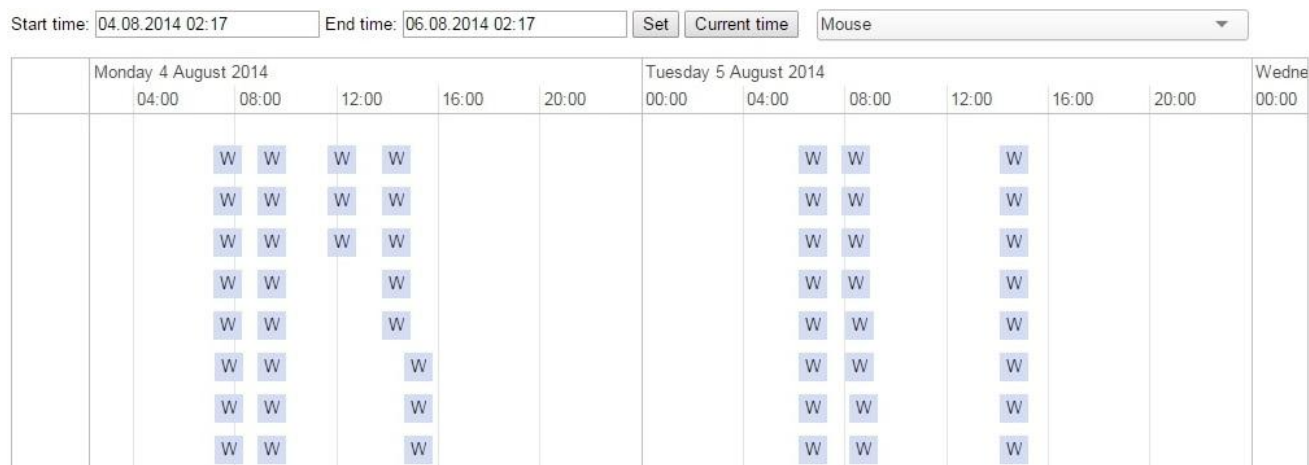 Start time: 04.08.2014 02:17 End time: 06.08.2014 02:17 Set Current time Mouse
Monday 4 August 2014 Tuesday 5 August 2014 Wedne
04:00 08:00 12:00 16:00 20:00 00:00 04:00 08:00 12:00 16:00 20:00 00:00
W W W W W W W
W W W W W W W
W W W W W W W
W W W W W W
W W W W W W
W W W W W W
W W W W W W
W W W W W W